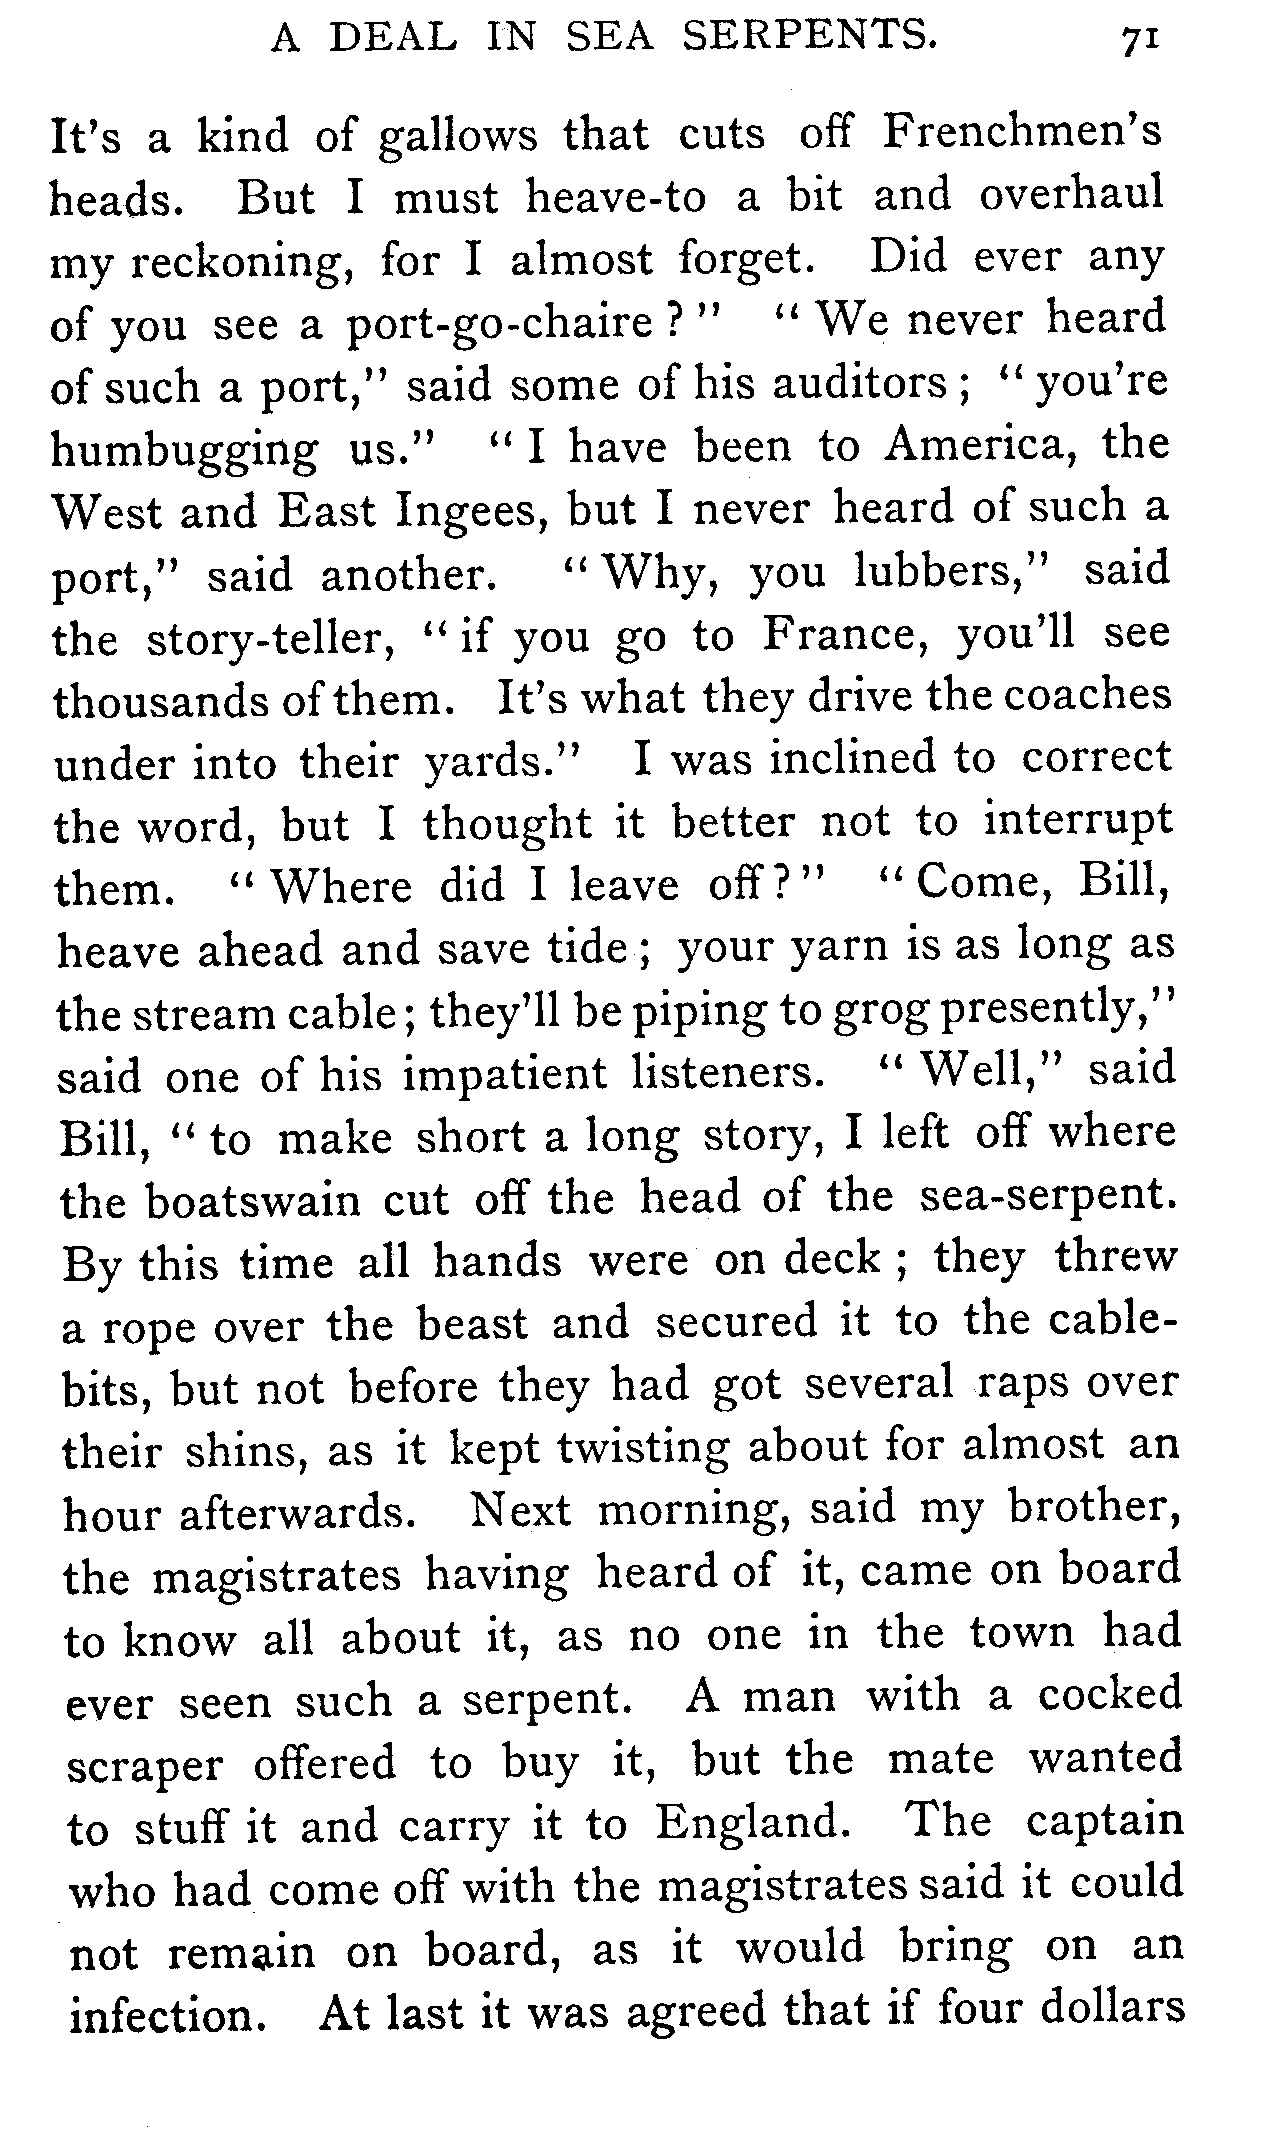 A DEAL IN SEA SERPENTS. 71
It's a kind of gallows that cuts off Frenchmen's
heads. But I must heave-to a bit and overhaul
my reckoning, for I almost forget. Did ever any
of you see a port-go-chaire ? " " We never heard
of such a port," said some of his auditors ; " you're
humbugging us." " I have been to America, the
West and East Ingees, but I never heard of such a
port," said another. " Why, you lubbers," said
the story-teller, " if you go to France, you'll see
thousands of them. It's what they drive the coaches
under into their yards." I was inclined to correct
the word, but I thought it better not to interrupt
them. " Where did I leave off ? " " Come, Bill,
heave ahead and save tide ; your yarn is as long as
the stream cable ; they'll be piping to grog presently,"
said one of his impatient listeners. " Well," said
Bill, " to make short a long story, I left off where
the boatswain cut off the head of the sea-serpent.
By this time all hands were on deck ; they threw
a rope over the beast and secured it to the cable-
bits, but not before they had got several raps over
their shins, as it kept twisting about for almost an
hour afterwards. Next morning, said my brother,
the magistrates having heard of it, came on board
to know all about it, as no one in the town had
ever seen such a serpent. A man with a cocked
scraper offered to buy it, but the mate wanted
to stuff it and carry it to England. The captain
who had come off with the magistrates said it could
not remain on board, as it would bring on an
infection. At last it was agreed that if four dollars